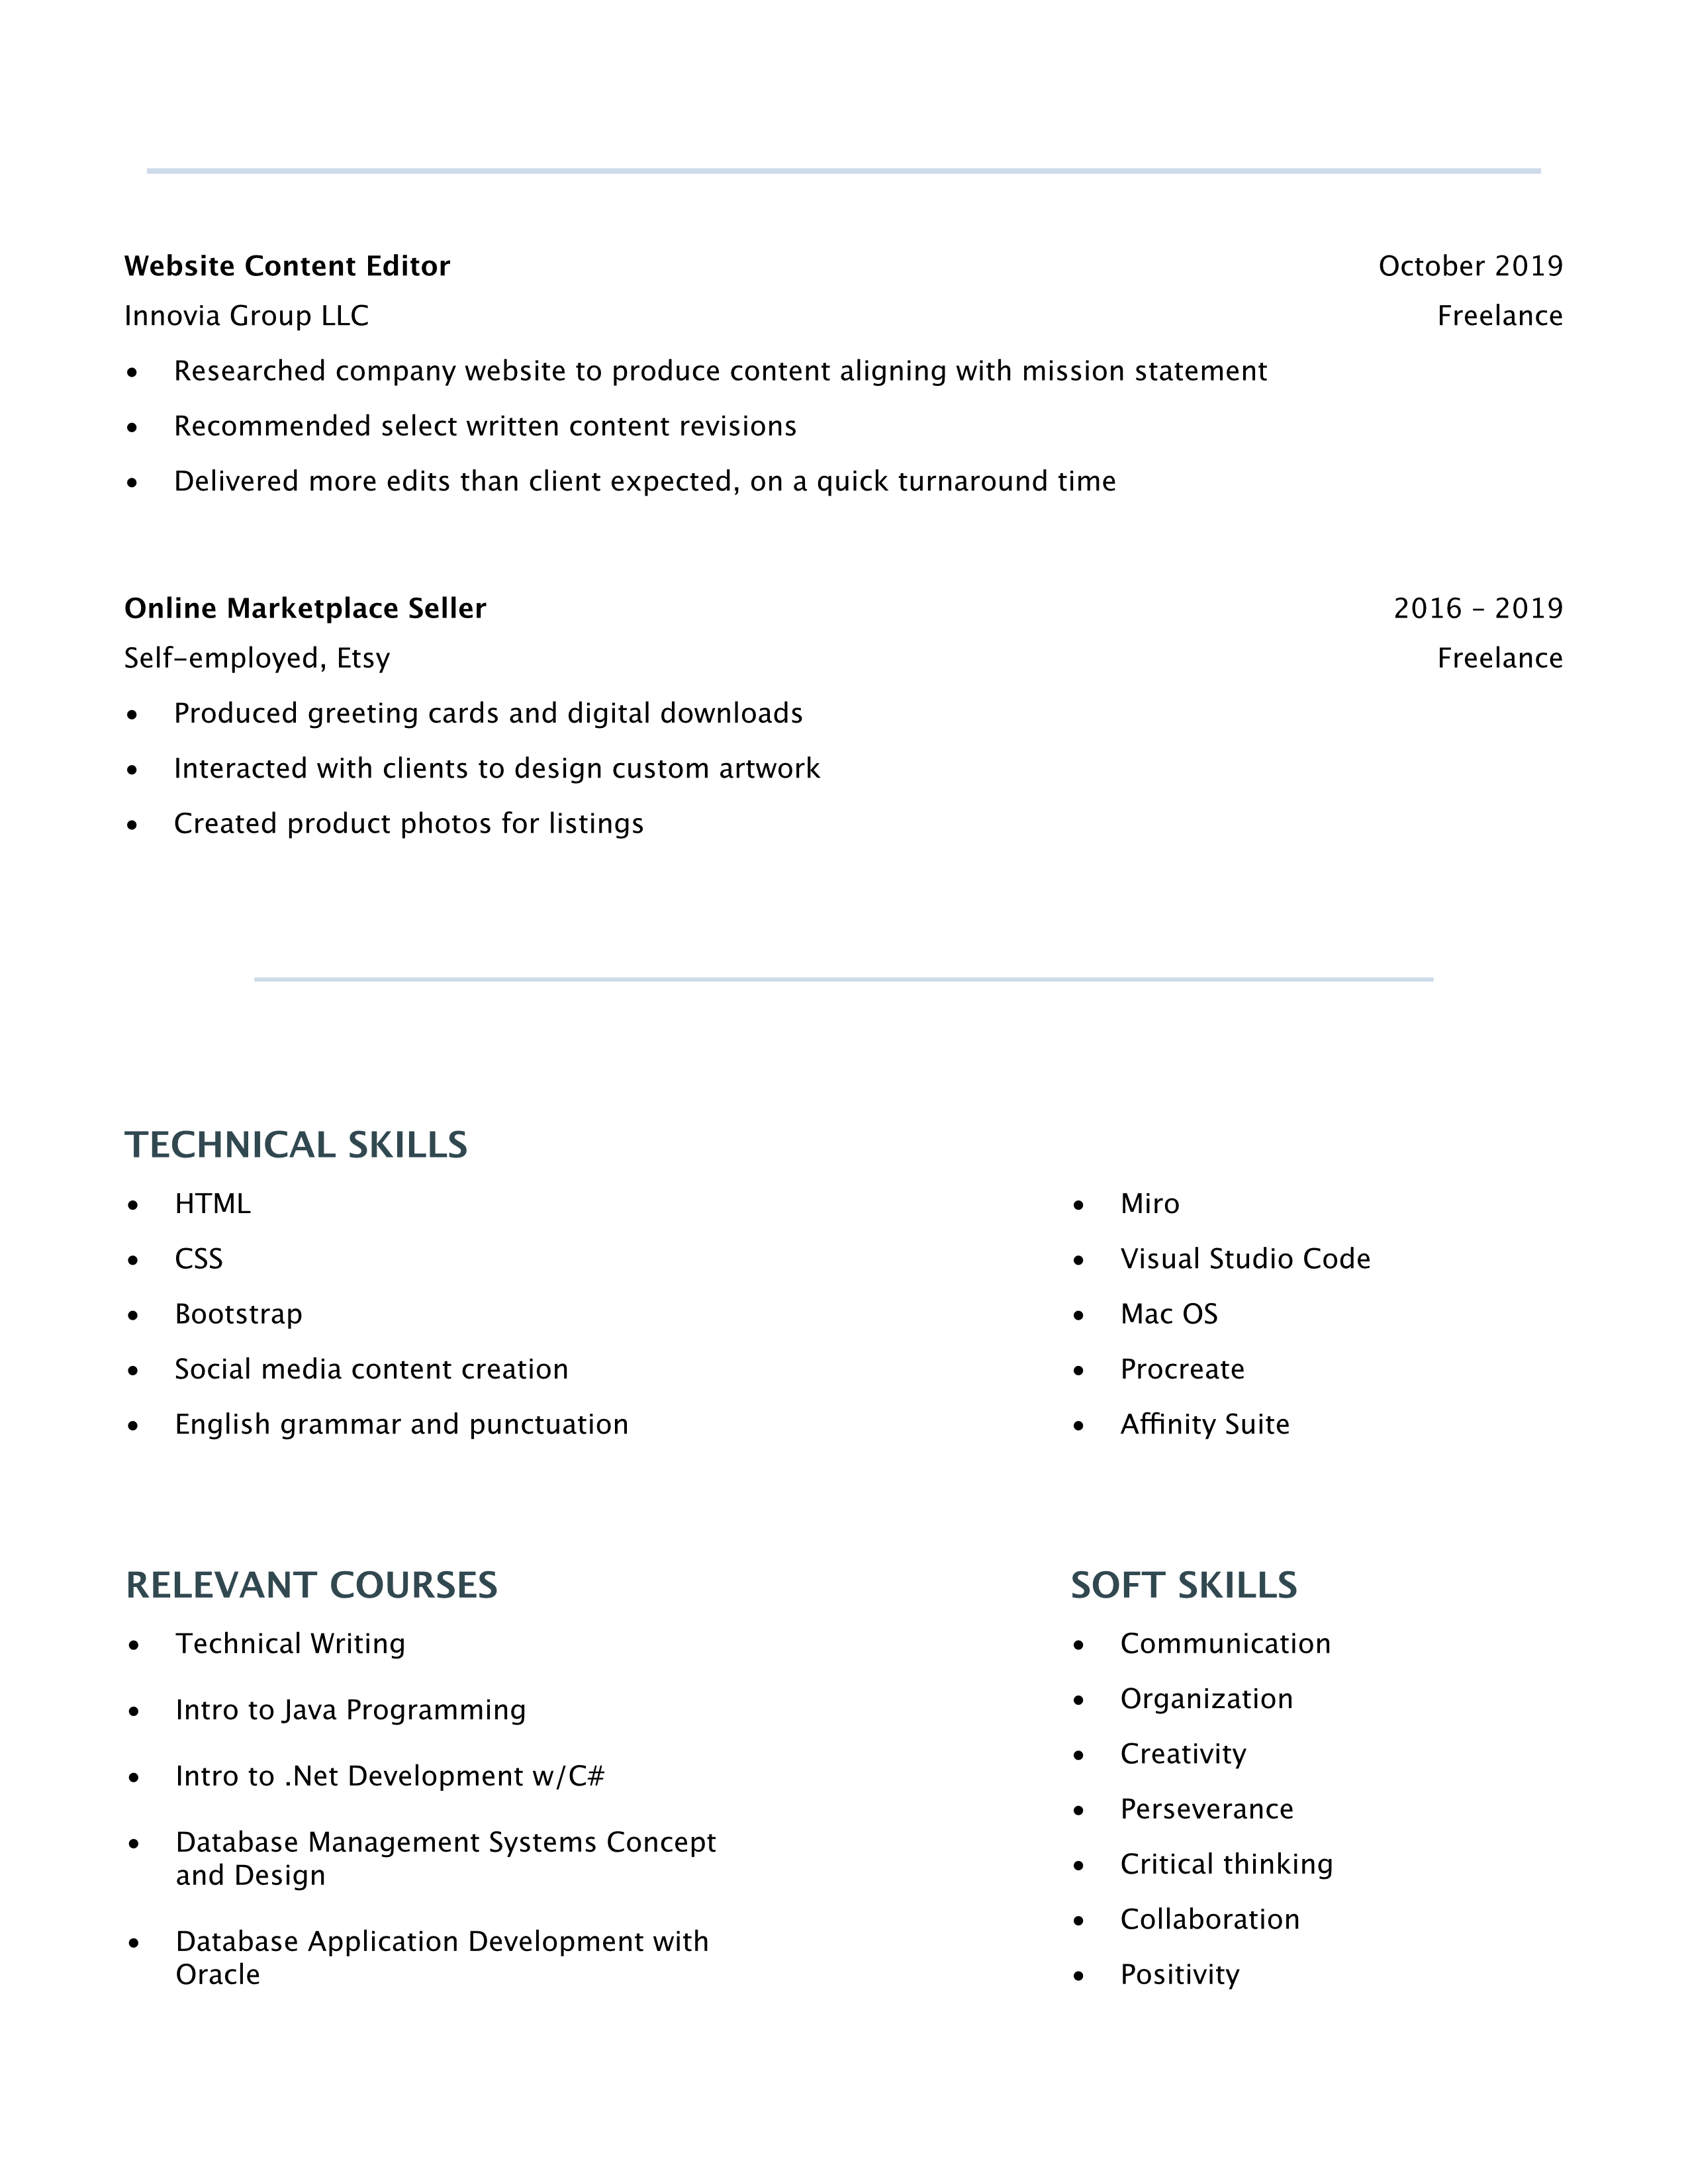 Website Content Editor
October 2019
Innovia Group LLC
Freelance
• Researched company website to produce content aligning with mission statement
• Recommended select written content revisions
• Delivered more edits than client expected, on a quick turnaround time
Online Marketplace Seller
2016 – 2019
Self-employed, Etsy
Freelance
• Produced greeting cards and digital downloads
• Interacted with clients to design custom artwork
• Created product photos for listings
TECHNICAL SKILLS
• HTML
• CSS
• Bootstrap
• Social media content creation
• English grammar and punctuation
• Miro
• Visual Studio Code
• Mac OS
• Procreate
• Affinity Suite
RELEVANT COURSES
• Technical Writing
• Intro to Java Programming
• Intro to .Net Development w/C#
• Database Management Systems Concept
and Design
• Database Application Development with
Oracle
SOFT SKILLS
• Communication
• Organization
• Creativity
• Perseverance
• Critical thinking
• Collaboration
• Positivity